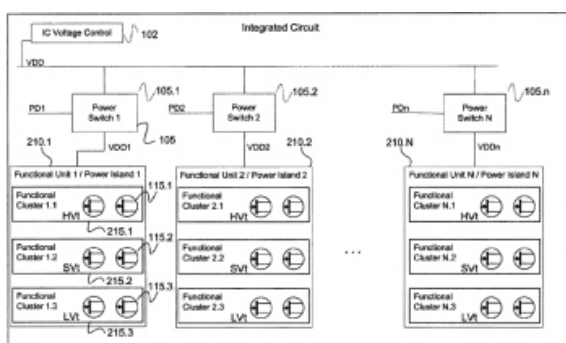 Integrated Circuit
IC Voltage Control
102
VDD
105.1
105.2
105.n
PD1
Power
Switch 1
PD2
Power
Switch 2
PDn
Power
Switch N
105
210.1
VDD1
VDD2
210.2
210.N
VDDn
Functional Unit 1 / Power Island 1
Functional Unit 2 / Power Island 2
Functional Unit N / Power Island N
Functional
Cluster 1.1
HVt
115.1
Functional
Cluster 2.1
Functional
Cluster N.1
HVt
215.1
Functional
Cluster 1.2
SVt
115.2
Functional
Cluster 2.2
...
Functional
Cluster N.2
SVt
215.2
Functional
Cluster 1.3
LVt
115.3
Functional
Cluster 2.3
Functional
Cluster N.3
LVt
215.3